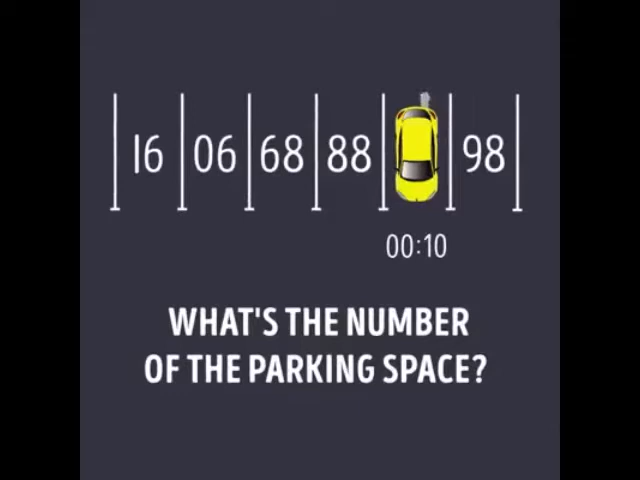 16 06 68 88 98
00:10
WHAT'S THE NUMBER
OF THE PARKING SPACE?